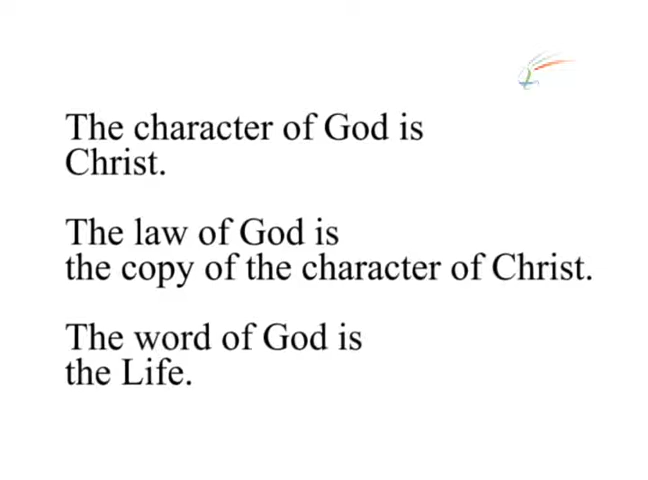 The character of God is
Christ.
The law of God is
the copy of the character of Christ.
The word of God is
the Life.